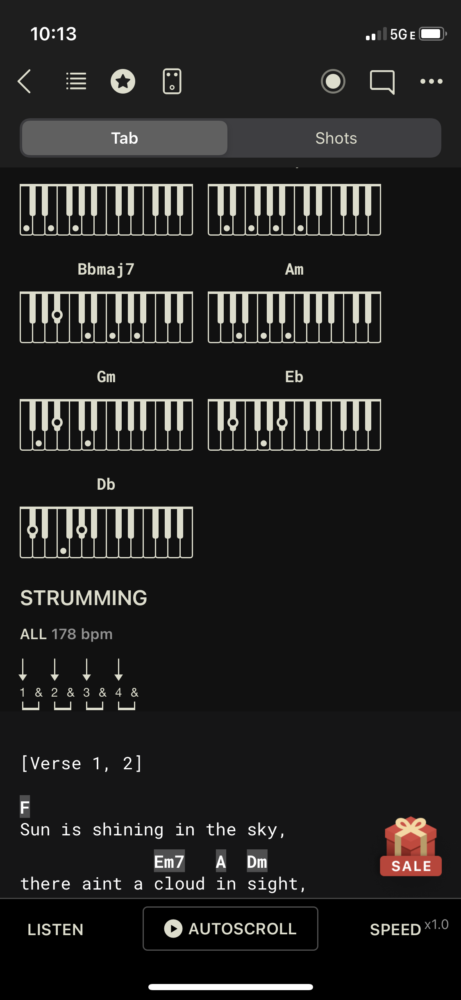 10:13
5G E
Tab
Shots
Bbmaj7
Am
Gm
Eb
Db
STRUMMING
ALL 178 bpm
1 & 2 & 3 & 4 &
[Verse 1, 2]
F
Sun is shining in the sky,
Em7 A Dm
there aint a cloud in sight,
SALE
LISTEN
AUTOSCROLL
SPEED x1.0